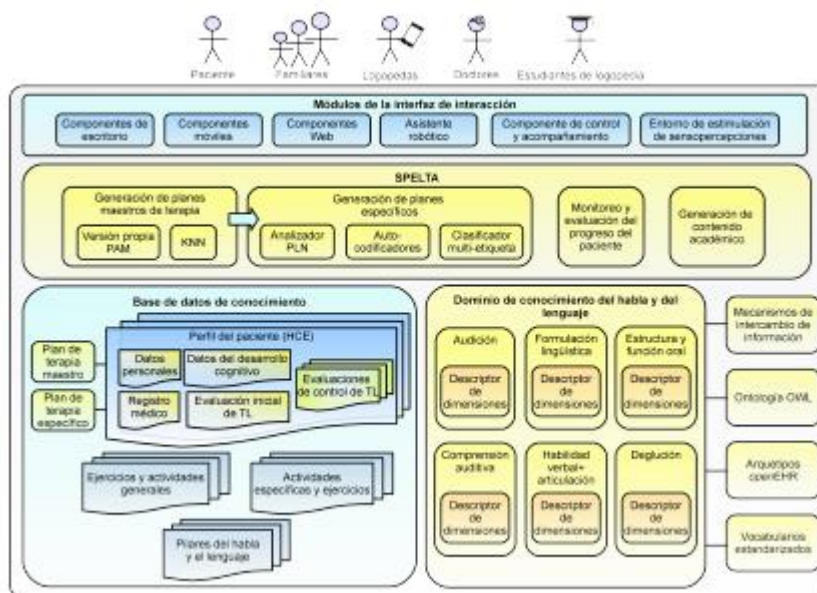 Paciente
Familiares
Logopedas
Doctores
Estudiantes de logopedia
Módulos de la interfaz de interacción
Componentes de
escritorio
Componentes
móviles
Componentes
Web
Asistente
robótico
Componente de control
y acompañamiento
Entorno de estimulación
de sensopercepciones
SPELTA
Generación de planes
maestros de terapia
Versión propia
PAM
KNN
Generación de planes
específicos
Analizador
PLN
Auto-
codificadores
Clasificador
multi-etiqueta
Monitoreo y
evaluación del
progreso del
paciente
Generación de
contenido
académico
Base de datos de conocimiento
Plan de
terapia
maestro
Plan de
terapia
específico
Perfil del paciente (HCE)
Datos
personales
Datos del desarrollo
cognitivo
Registro
médico
Evaluación inicial
de TL
Evaluaciones
de control de TL
Ejercicios y actividades
generales
Actividades
específicas y ejercicios
Pilares del habla
y el lenguaje
Dominio de conocimiento del habla y del
lenguaje
Audición
Descriptor
de
dimensiones
Formulación
lingüística
Descriptor
de
dimensiones
Estructura y
función oral
Descriptor
de
dimensiones
Comprensión
auditiva
Descriptor
de
dimensiones
Habilidad
verbal+
articulación
Descriptor
de
dimensiones
Deglución
Descriptor
de
dimensiones
Mecanismos de
intercambio de
información
Ontología OWL
Arquetipos
openEHR
Vocabularios
estandarizados